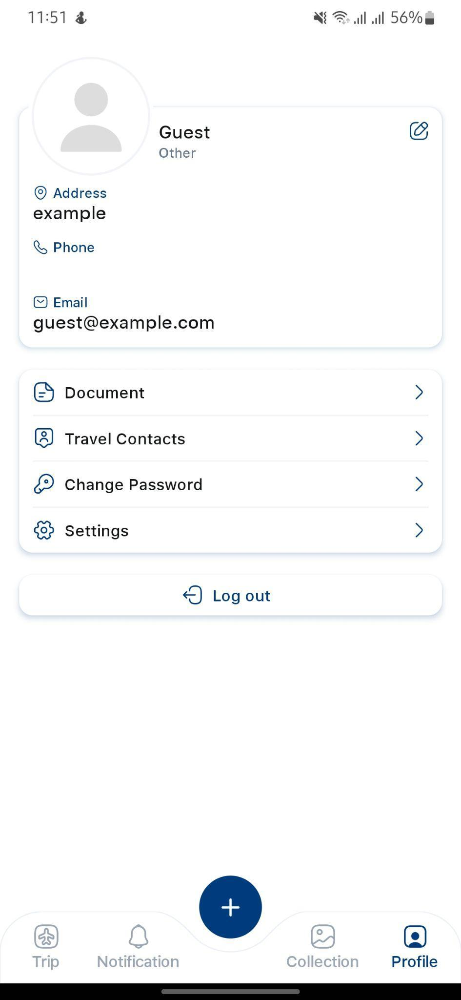 11:51
56%
Guest
Other
Address
example
Phone
Email
guest@example.com
Document
Travel Contacts
Change Password
Settings
Log out
Trip
Notification
Collection
Profile